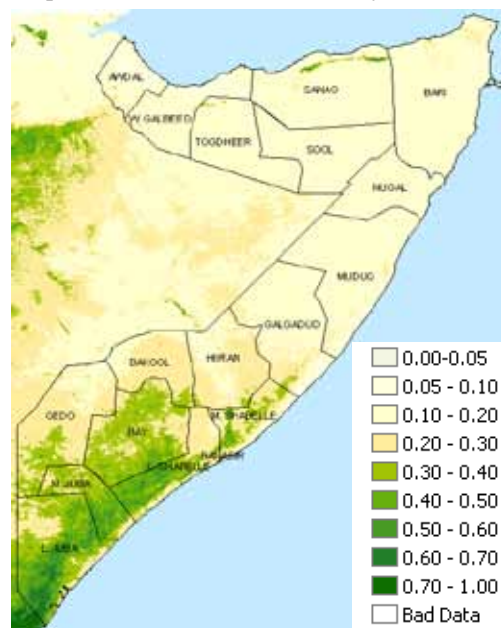 AWDAL
SANAG
BARI
W. GALBEED
TOGDHEER
SOOL
NUGAL
MUDUG
GALGADUD
HIRAN
BAKOOL
GEDO
BAY
M. SHABELLE
L. SHABELLE
M. JUBA
L. JUBA
0.00-0.05
0.05 - 0.10
0.10 - 0.20
0.20 - 0.30
0.30 - 0.40
0.40 - 0.50
0.50 - 0.60
0.60 - 0.70
0.70 - 1.00
Bad Data